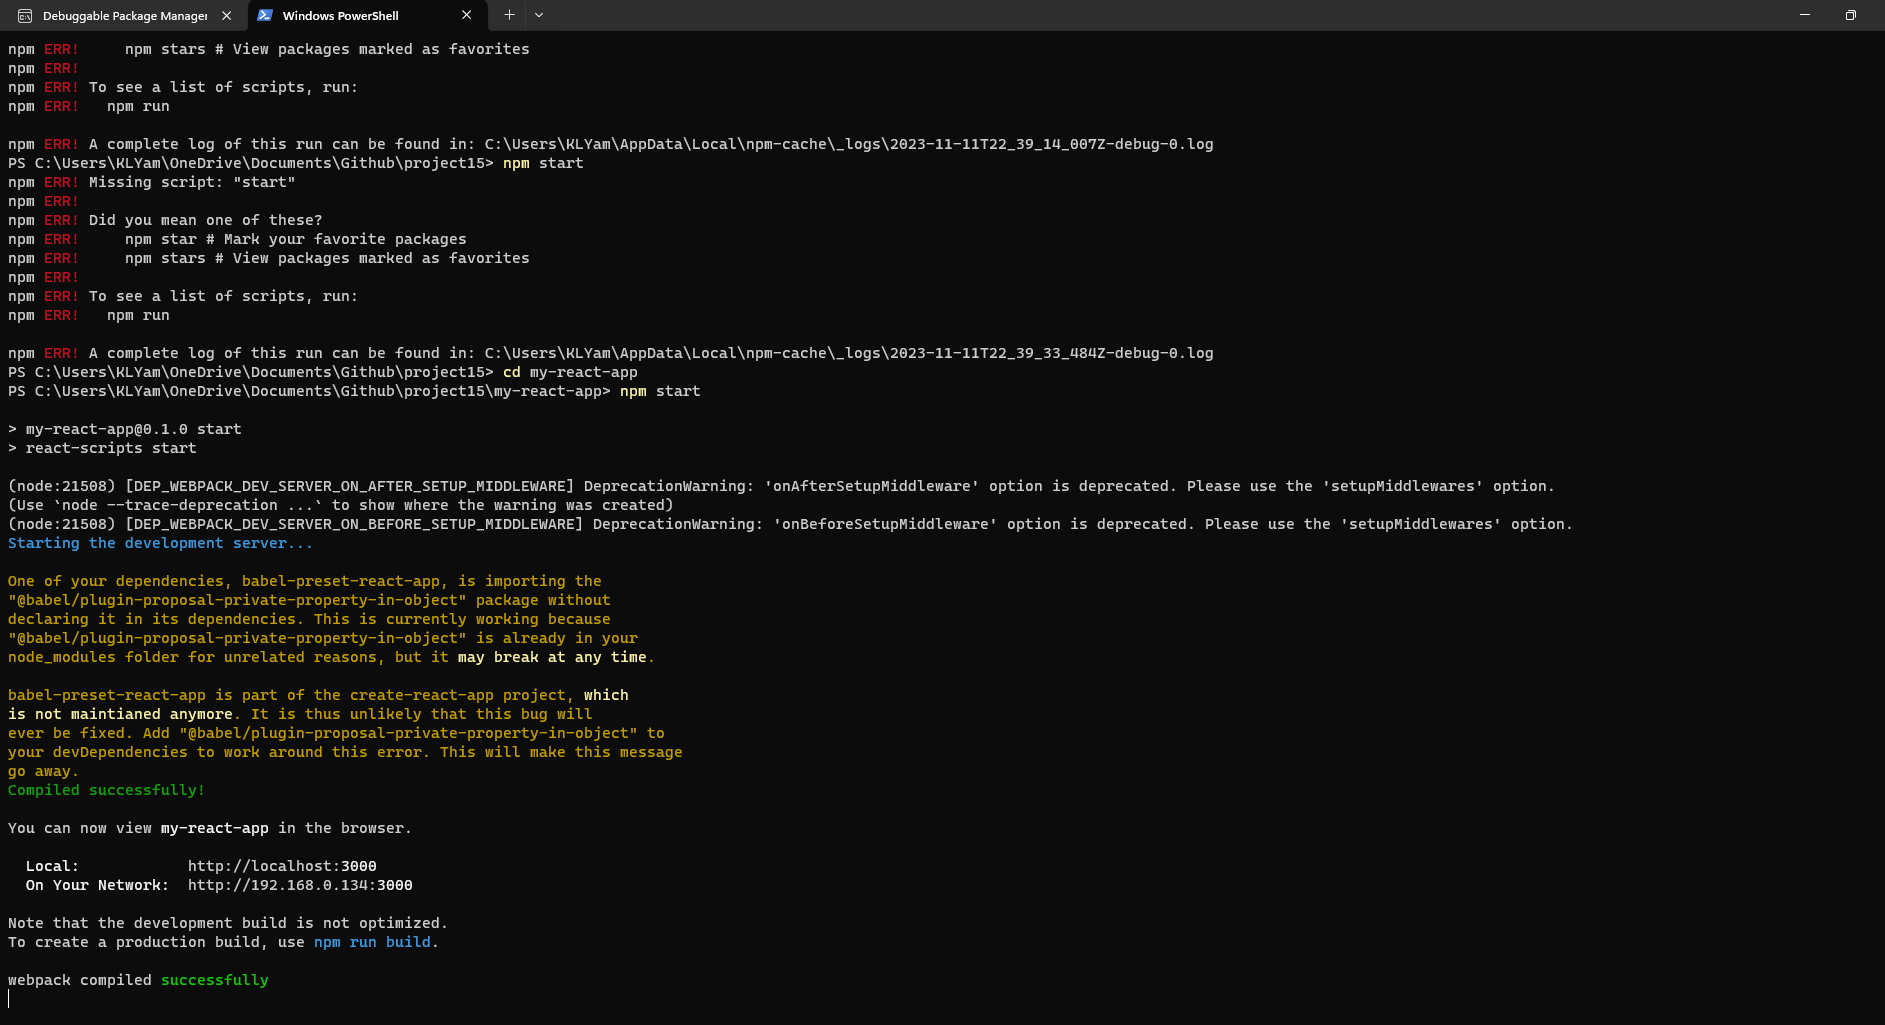 Debuggable Package Manager
Windows PowerShell
npm ERR!     npm stars # View packages marked as favorites
npm ERR!
npm ERR! To see a list of scripts, run:
npm ERR!   npm run

npm ERR! A complete log of this run can be found in: C:\Users\KLYam\AppData\Local\npm-cache\_logs\2023-11-11T22_39_14_007Z-debug-0.log
PS C:\Users\KLYam\OneDrive\Documents\Github\project15> npm start
npm ERR! Missing script: "start"
npm ERR!
npm ERR! Did you mean one of these?
npm ERR!     npm star # Mark your favorite packages
npm ERR!     npm stars # View packages marked as favorites
npm ERR!
npm ERR! To see a list of scripts, run:
npm ERR!   npm run

npm ERR! A complete log of this run can be found in: C:\Users\KLYam\AppData\Local\npm-cache\_logs\2023-11-11T22_39_33_484Z-debug-0.log
PS C:\Users\KLYam\OneDrive\Documents\Github\project15> cd my-react-app
PS C:\Users\KLYam\OneDrive\Documents\Github\project15\my-react-app> npm start

> my-react-app@0.1.0 start
> react-scripts start

(node:21508) [DEP_WEBPACK_DEV_SERVER_ON_AFTER_SETUP_MIDDLEWARE] DeprecationWarning: 'onAfterSetupMiddleware' option is deprecated. Please use the 'setupMiddlewares' option.
(Use `node --trace-deprecation ...` to show where the warning was created)
(node:21508) [DEP_WEBPACK_DEV_SERVER_ON_BEFORE_SETUP_MIDDLEWARE] DeprecationWarning: 'onBeforeSetupMiddleware' option is deprecated. Please use the 'setupMiddlewares' option.
Starting the development server...

One of your dependencies, babel-preset-react-app, is importing the
"@babel/plugin-proposal-private-property-in-object" package without
declaring it in its dependencies. This is currently working because
"@babel/plugin-proposal-private-property-in-object" is already in your
node_modules folder for unrelated reasons, but it may break at any time.

babel-preset-react-app is part of the create-react-app project, which
is not maintianed anymore. It is thus unlikely that this bug will
ever be fixed. Add "@babel/plugin-proposal-private-property-in-object" to
your devDependencies to work around this error. This will make this message
go away.
Compiled successfully!

You can now view my-react-app in the browser.

  Local:            http://localhost:3000
  On Your Network:  http://192.168.0.134:3000

Note that the development build is not optimized.
To create a production build, use npm run build.

webpack compiled successfully